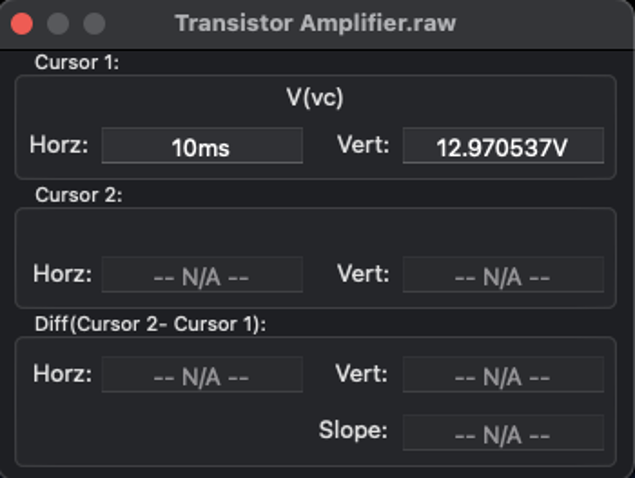 Transistor Amplifier.raw
Cursor 1:
V(vc)
Horz: 10ms Vert: 12.970537V
Cursor 2:
Horz: -- N/A -- Vert: -- N/A --
Diff(Cursor 2- Cursor 1):
Horz: -- N/A -- Vert: -- N/A --
Slope: -- N/A --